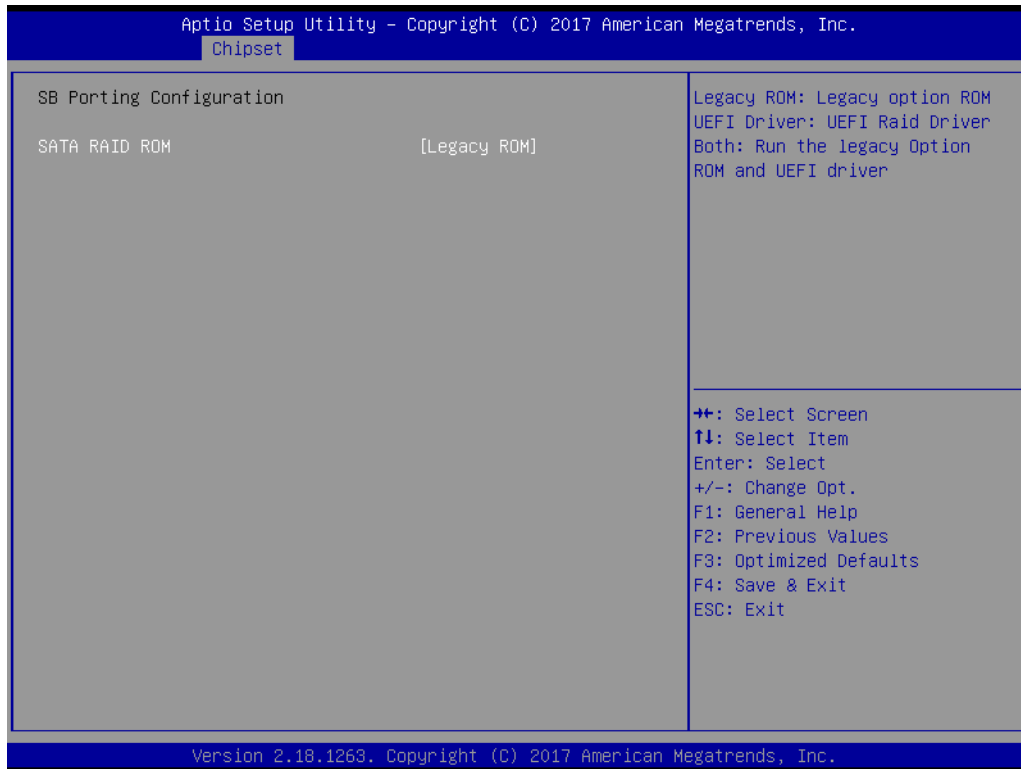 Aptio Setup Utility – Copyright (C) 2017 American Megatrends, Inc.
Chipset
SB Porting Configuration
SATA RAID ROM [Legacy ROM]
Legacy ROM: Legacy option ROM
UEFI Driver: UEFI Raid Driver
Both: Run the legacy Option
ROM and UEFI driver
→←: Select Screen
↑↓: Select Item
Enter: Select
+/-: Change Opt.
F1: General Help
F2: Previous Values
F3: Optimized Defaults
F4: Save & Exit
ESC: Exit
Version 2.18.1263. Copyright (C) 2017 American Megatrends, Inc.